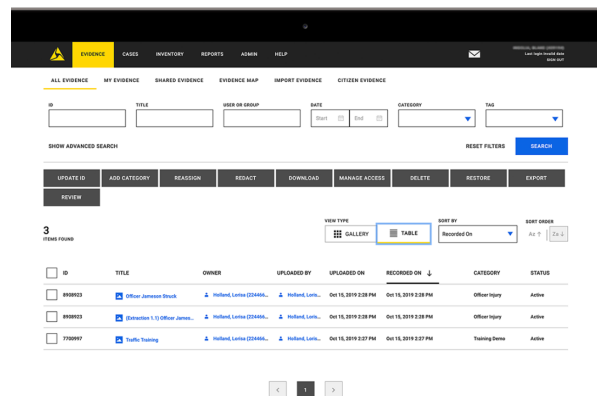 EVIDENCE CASES INVENTORY REPORTS ADMIN HELP
Last login Invalid date
SIGN OUT
ALL EVIDENCE MY EVIDENCE SHARED EVIDENCE EVIDENCE MAP IMPORT EVIDENCE CITIZEN EVIDENCE
ID TITLE USER OR GROUP DATE CATEGORY TAG
Start End
SHOW ADVANCED SEARCH RESET FILTERS SEARCH
UPDATE ID ADD CATEGORY REASSIGN REDACT DOWNLOAD MANAGE ACCESS DELETE RESTORE EXPORT
REVIEW
VIEW TYPE SORT BY SORT ORDER
3
ITEMS FOUND
GALLERY TABLE Recorded On Az ↑ Za ↓
ID TITLE OWNER UPLOADED BY UPLOADED ON RECORDED ON ↓ CATEGORY STATUS
8908923 Officer Jameson Struck Holland, Lorisa (224466... Holland, Loris... Oct 15, 2019 2:28 PM Oct 15, 2019 2:28 PM Officer Injury Active
8908923 (Extraction 1.1) Officer James... Holland, Lorisa (224466... Holland, Loris... Oct 15, 2019 2:28 PM Oct 15, 2019 2:28 PM Officer Injury Active
7700997 Traffic Training Holland, Lorisa (224466... Holland, Loris... Oct 15, 2019 2:27 PM Oct 15, 2019 2:27 PM Training Demo Active
< 1 >